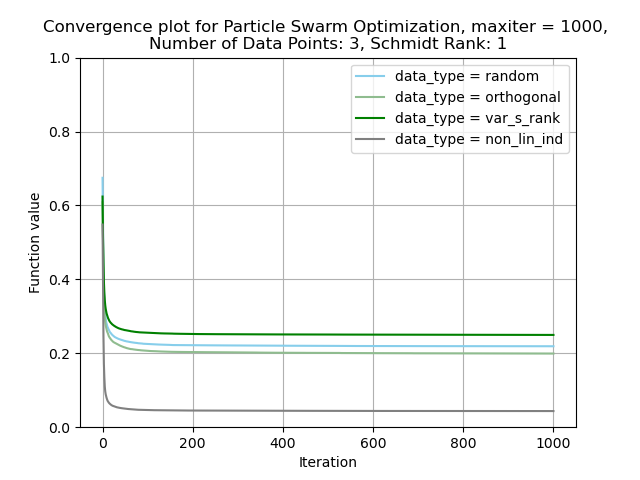 Convergence plot for Particle Swarm Optimization, maxiter = 1000,
Number of Data Points: 3, Schmidt Rank: 1
data_type = random
data_type = orthogonal
data_type = var_s_rank
data_type = non_lin_ind
Function value
1.0
0.8
0.6
0.4
0.2
0.0
0 200 400 600 800 1000
Iteration